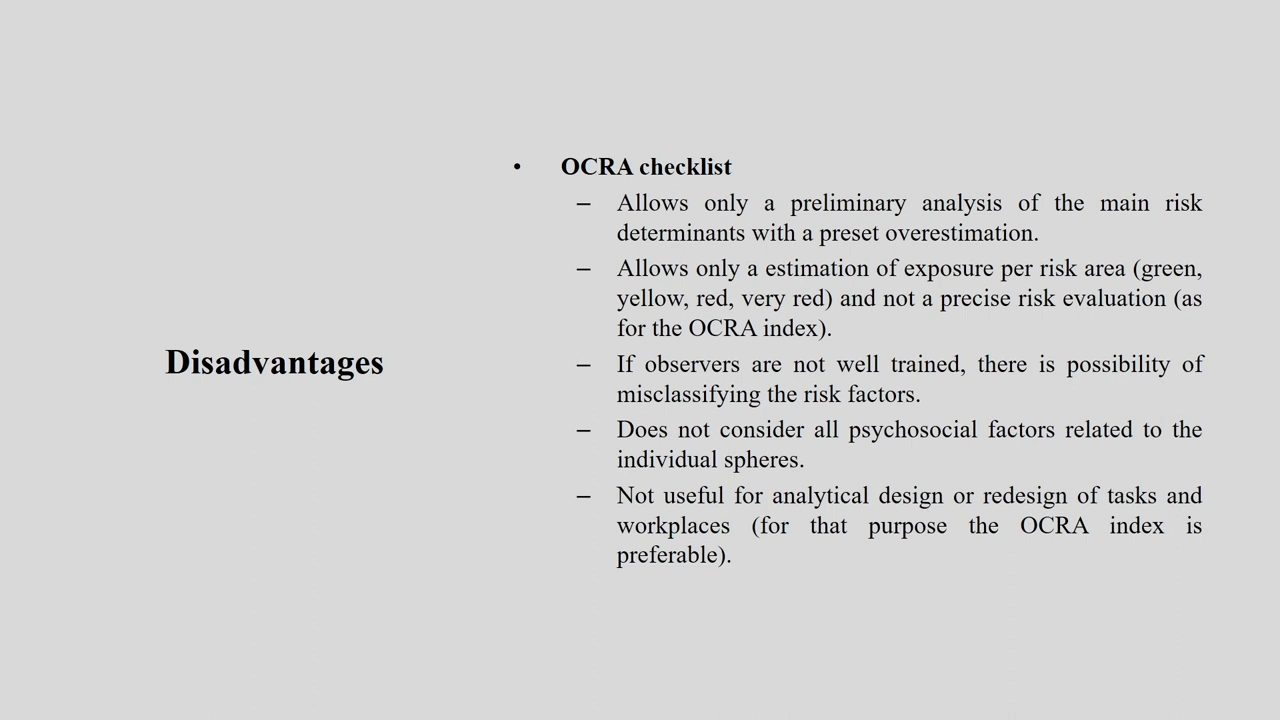 Disadvantages
• OCRA checklist
– Allows only a preliminary analysis of the main risk
determinants with a preset overestimation.
– Allows only a estimation of exposure per risk area (green,
yellow, red, very red) and not a precise risk evaluation (as
for the OCRA index).
– If observers are not well trained, there is possibility of
misclassifying the risk factors.
– Does not consider all psychosocial factors related to the
individual spheres.
– Not useful for analytical design or redesign of tasks and
workplaces (for that purpose the OCRA index is
preferable).